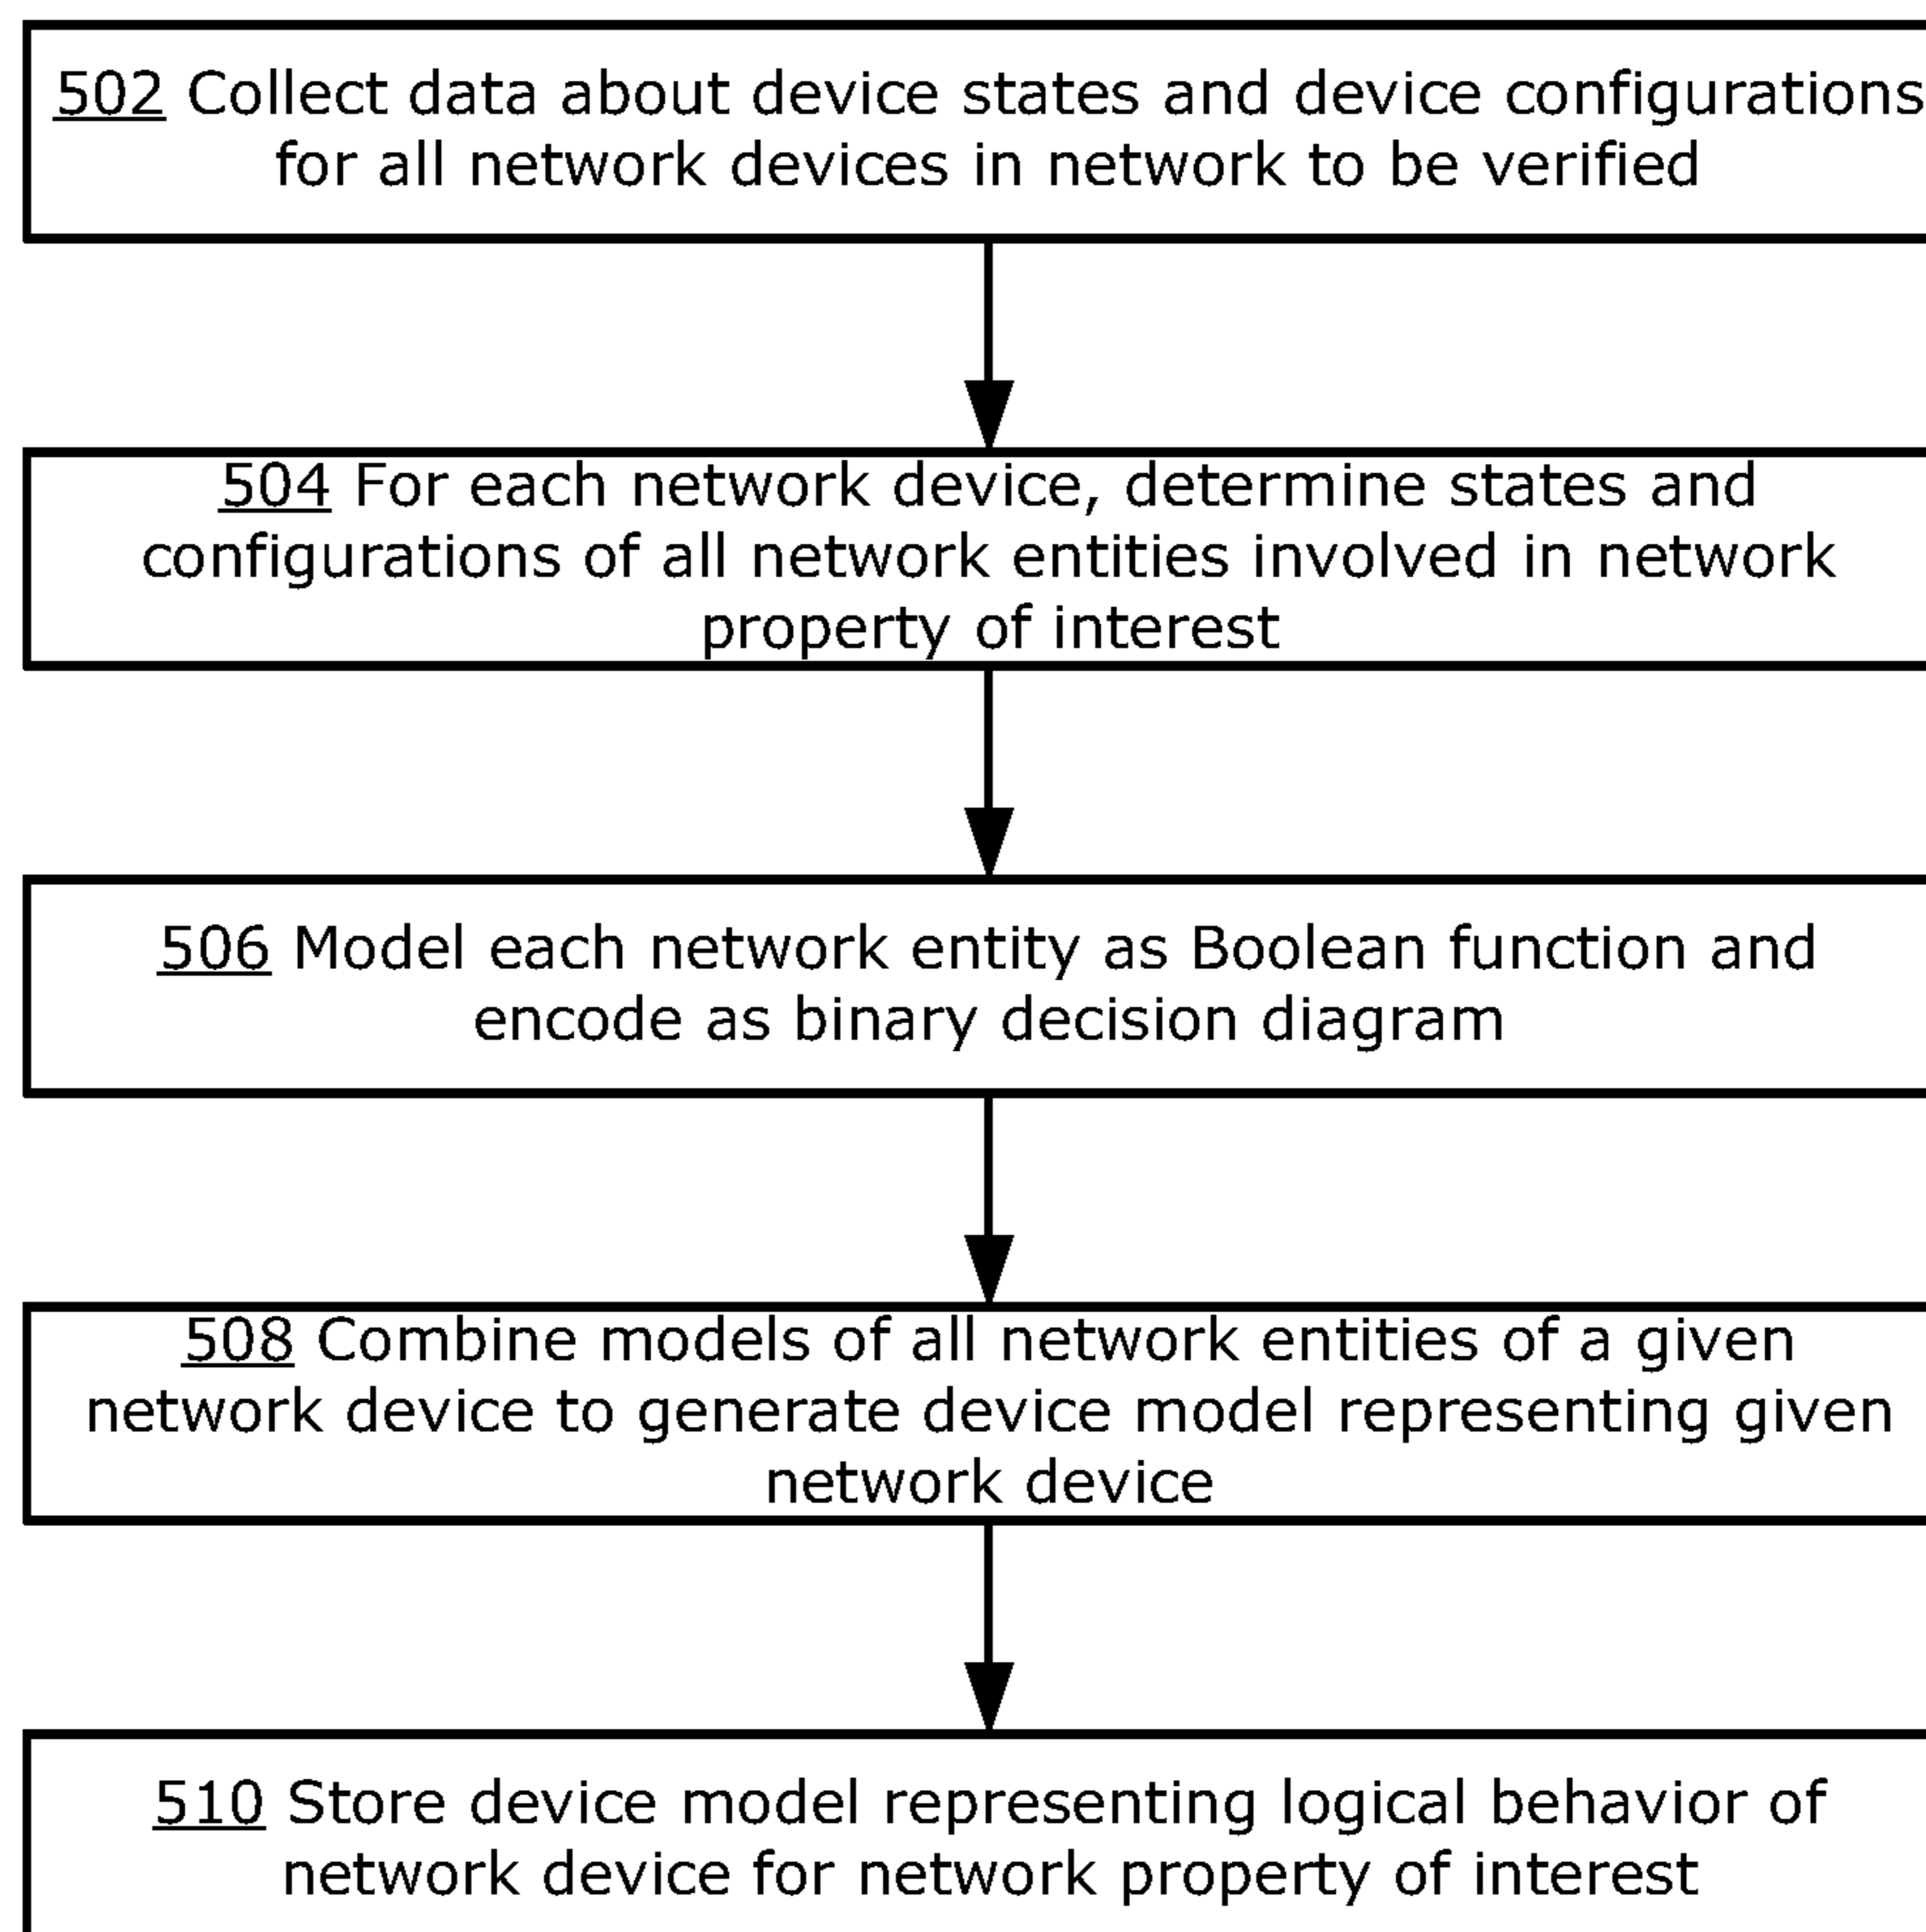 502 Collect data about device states and device configurations
for all network devices in network to be verified
504 For each network device, determine states and
configurations of all network entities involved in network
property of interest
506 Model each network entity as Boolean function and
encode as binary decision diagram
508 Combine models of all network entities of a given
network device to generate device model representing given
network device
510 Store device model representing logical behavior of
network device for network property of interest